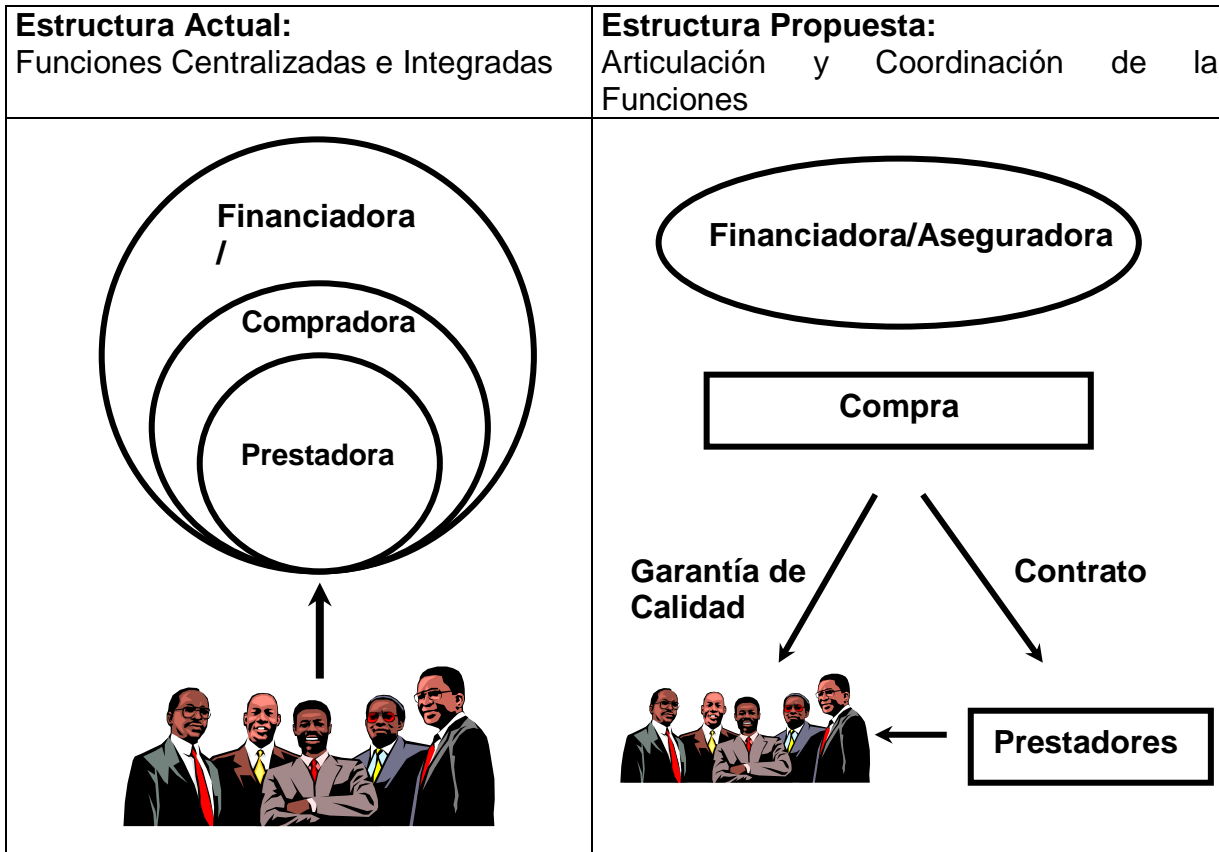 Estructura Actual:
Funciones Centralizadas e Integradas
Estructura Propuesta:
Articulación y Coordinación de la
Funciones
Financiadora
/
Compradora
Prestadora
Financiadora/Aseguradora
Compra
Garantía de
Calidad
Contrato
Prestadores